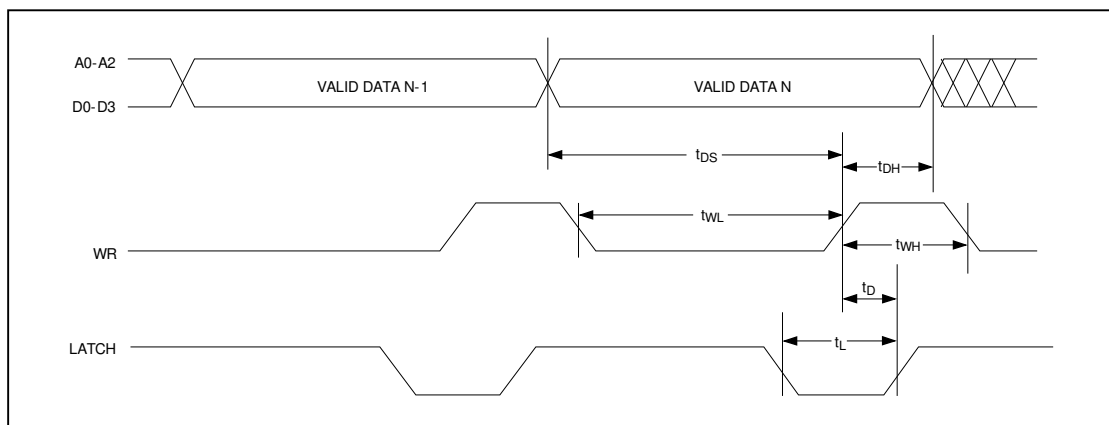 A0-A2
VALID DATA N-1
VALID DATA N
D0-D3
tDS
tDH
tWL
WR
tWH
tD
LATCH
tL